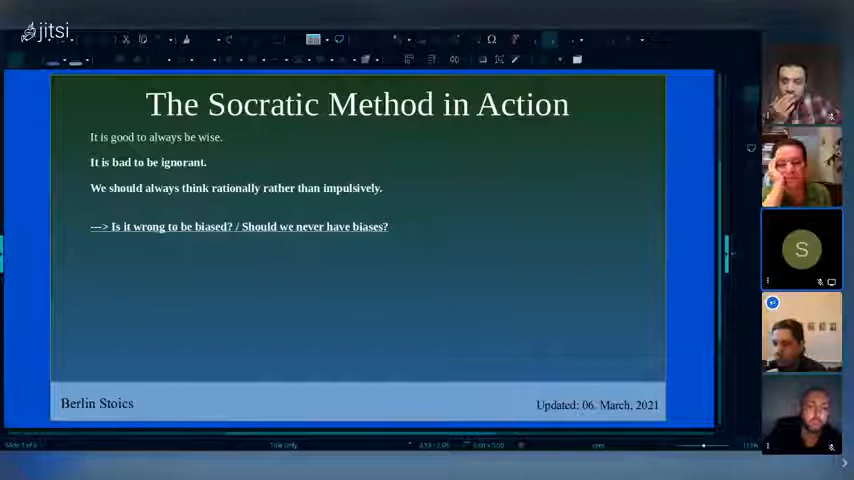 jitsi
The Socratic Method in Action
It is good to always be wise.
It is bad to be ignorant.
We should always think rationally rather than impulsively.
---> Is it wrong to be biased? / Should we never have biases?
S
Berlin Stoics
Updated: 06. March, 2021
Title Only